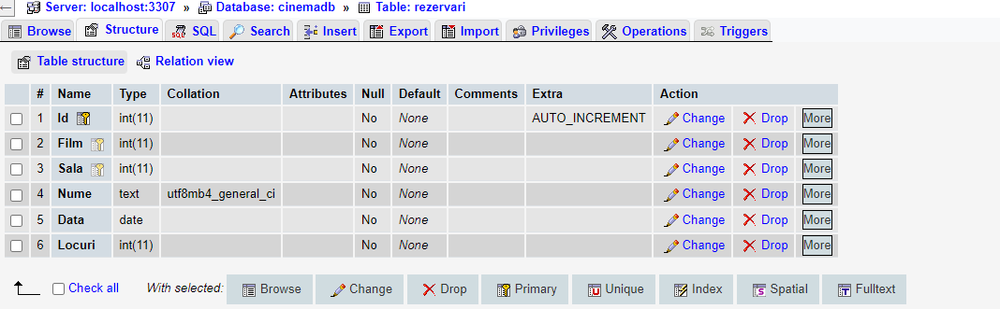 Server: localhost:3307 » Database: cinemadb » Table: rezervari
Browse Structure SQL Search Insert Export Import Privileges Operations Triggers
Table structure Relation view
# Name Type Collation Attributes Null Default Comments Extra Action
1 Id int(11) No None AUTO_INCREMENT Change Drop More
2 Film int(11) No None Change Drop More
3 Sala int(11) No None Change Drop More
4 Nume text utf8mb4_general_ci No None Change Drop More
5 Data date No None Change Drop More
6 Locuri int(11) No None Change Drop More
Check all With selected: Browse Change Drop Primary Unique Index Spatial Fulltext